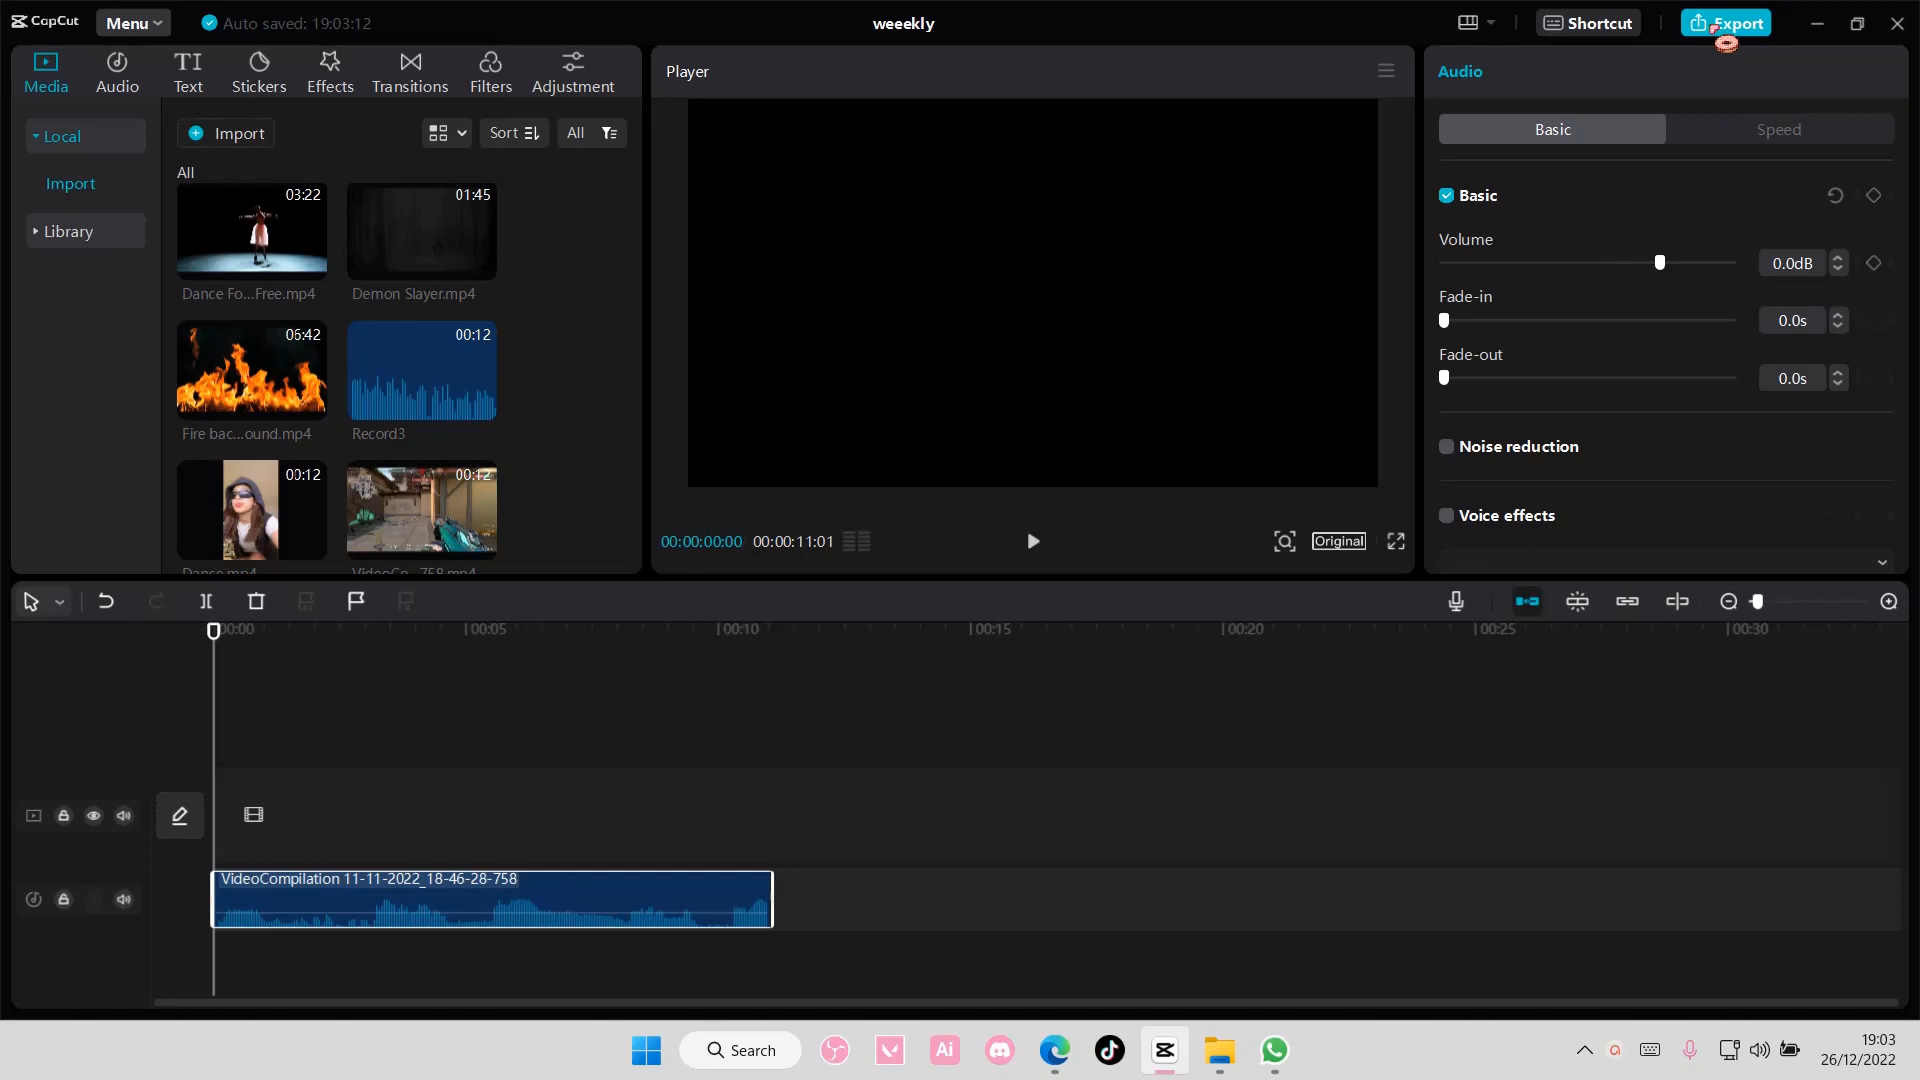 CapCut
Menu
Auto saved: 19:03:12
weeekly
Shortcut
Export
Media
Audio
TI
Text
Stickers
Effects
Transitions
Filters
Adjustment
Player
Audio
Local
Import
Library
Import
Sort
All
All
03:22
Dance Fo...Free.mp4
01:45
Demon Slayer.mp4
06:42
Fire bac...ound.mp4
00:12
Record3
00:12
Dance.mp4
00:12
VideoCo...758.mp4
00:00:00:00
00:00:11:01
Original
Basic
Speed
Basic
Volume
0.0dB
Fade-in
0.0s
Fade-out
0.0s
Noise reduction
Voice effects
00:00
00:05
00:10
00:15
00:20
00:25
00:30
VideoCompilation 11-11-2022_18-46-28-758
Search
Ai
19:03
26/12/2022